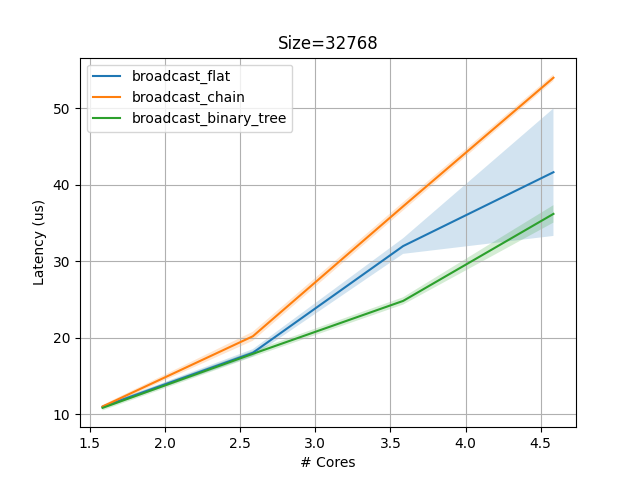 Size=32768
broadcast_flat
broadcast_chain
broadcast_binary_tree
Latency (us)
50
40
30
20
10
1.5 2.0 2.5 3.0 3.5 4.0 4.5
# Cores